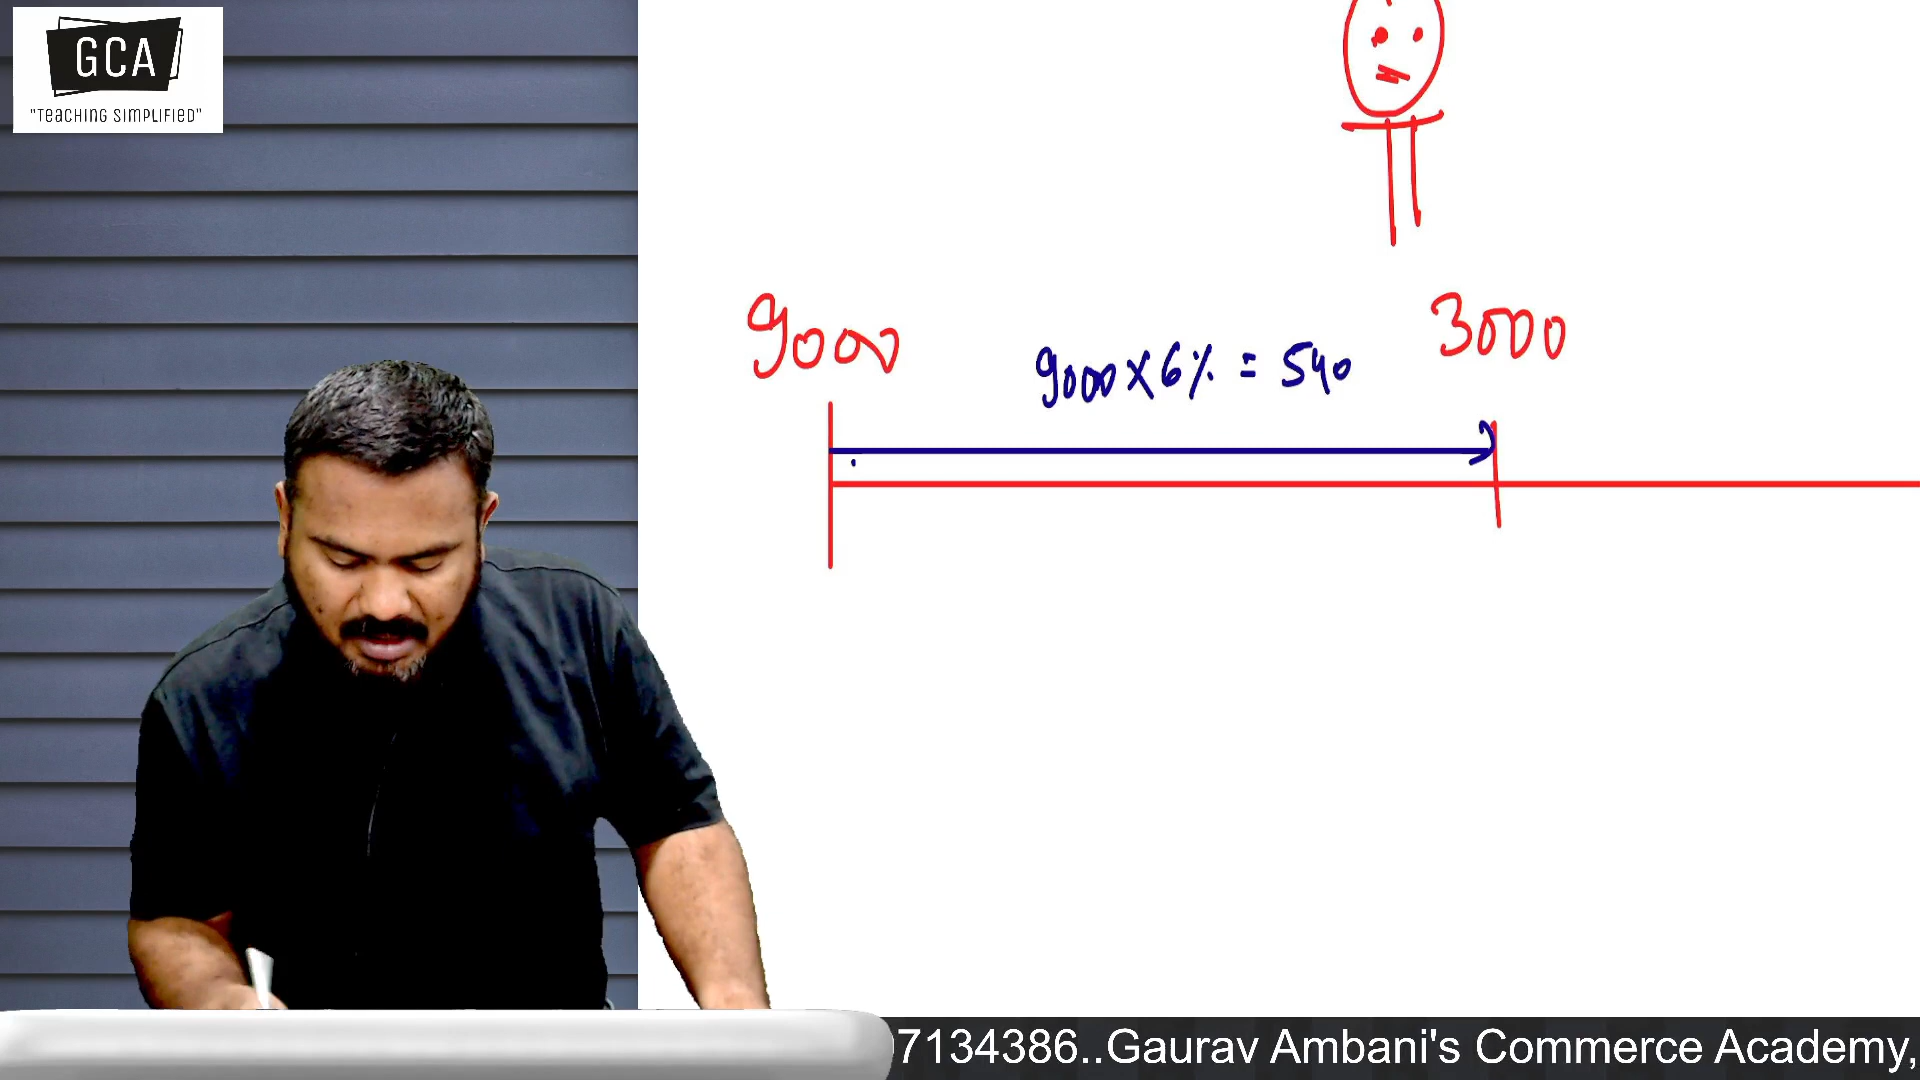 GCA
"Teaching Simplified"
9000
9000 × 6% = 540
3000
7134386..Gaurav Ambani's Commerce Academy,